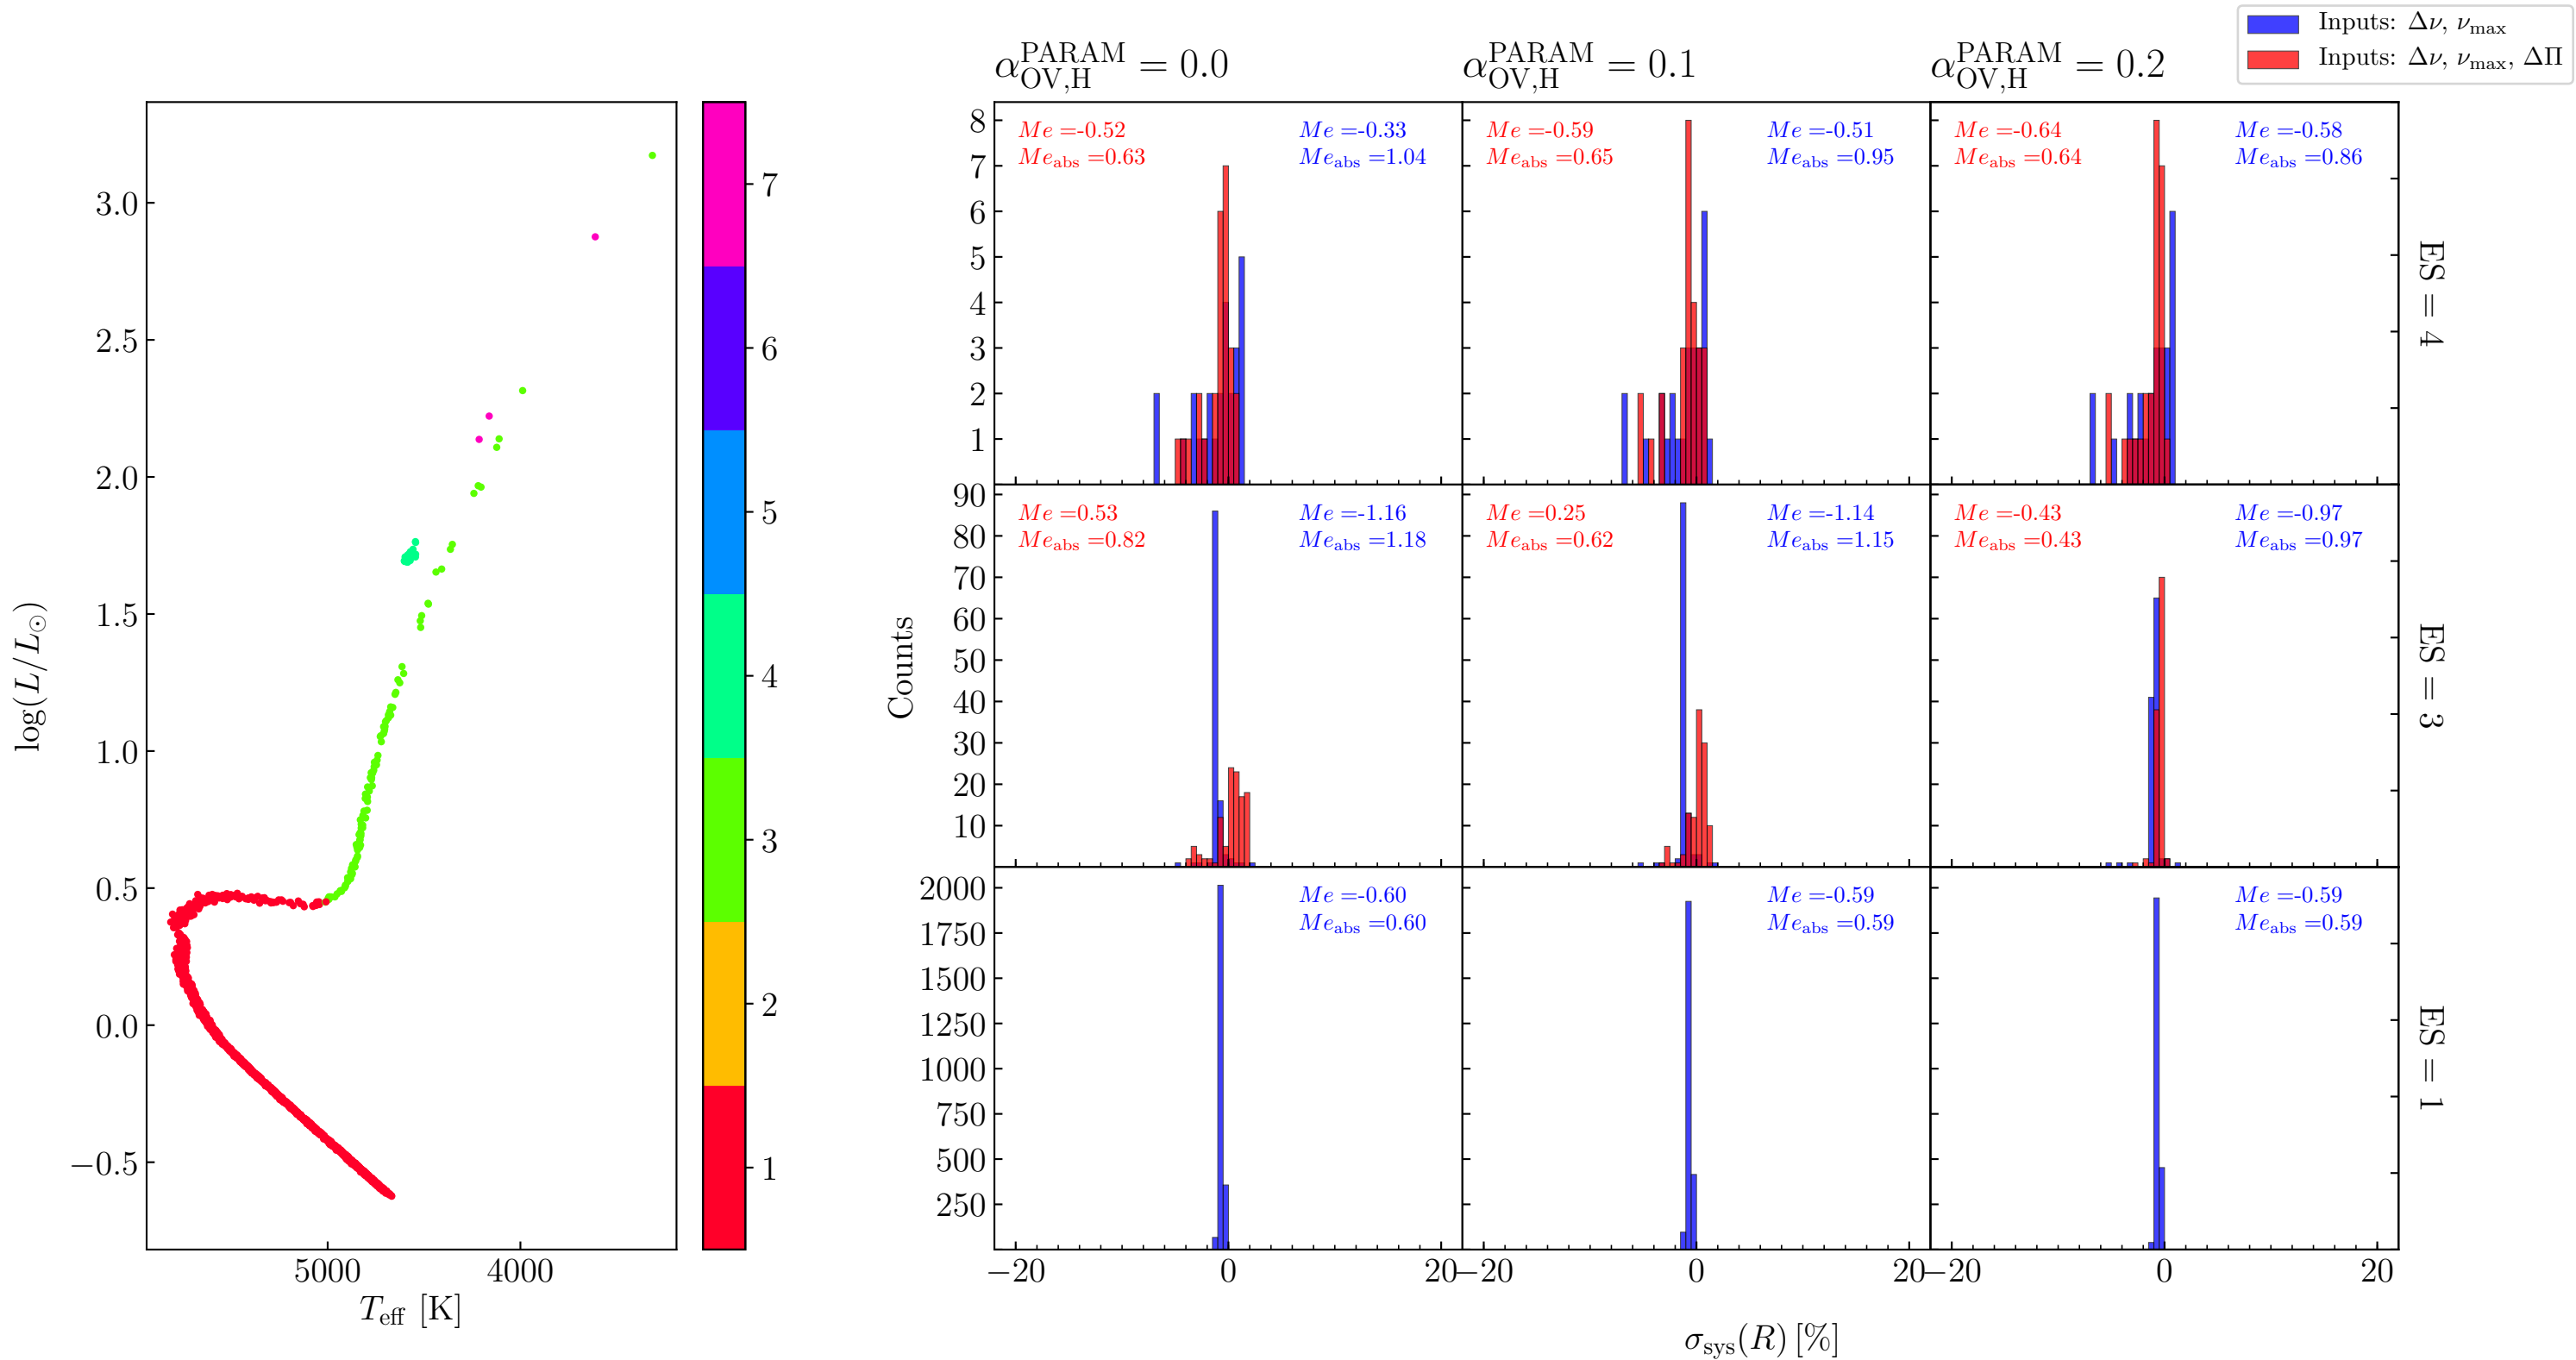 Inputs: Δν, ν_max
Inputs: Δν, ν_max, ΔΠ
α^PARAM_OV,H = 0.0
α^PARAM_OV,H = 0.1
α^PARAM_OV,H = 0.2
log(L/L⊙)
3.0
2.5
2.0
1.5
1.0
0.5
0.0
−0.5
5000 4000
T_eff [K]
7
6
5
4
3
2
1
Counts
8
7
6
5
4
3
2
1
Me =-0.52
Me_abs =0.63
Me =-0.33
Me_abs =1.04
Me =-0.59
Me_abs =0.65
Me =-0.51
Me_abs =0.95
Me =-0.64
Me_abs =0.64
Me =-0.58
Me_abs =0.86
ES = 4
90
80
70
60
50
40
30
20
10
Me =0.53
Me_abs =0.82
Me =-1.16
Me_abs =1.18
Me =0.25
Me_abs =0.62
Me =-1.14
Me_abs =1.15
Me =-0.43
Me_abs =0.43
Me =-0.97
Me_abs =0.97
ES = 3
2000
1750
1500
1250
1000
750
500
250
Me =-0.60
Me_abs =0.60
Me =-0.59
Me_abs =0.59
Me =-0.59
Me_abs =0.59
ES = 1
−20 0 20 −20 0 20 −20 0 20
σ_sys(R) [%]